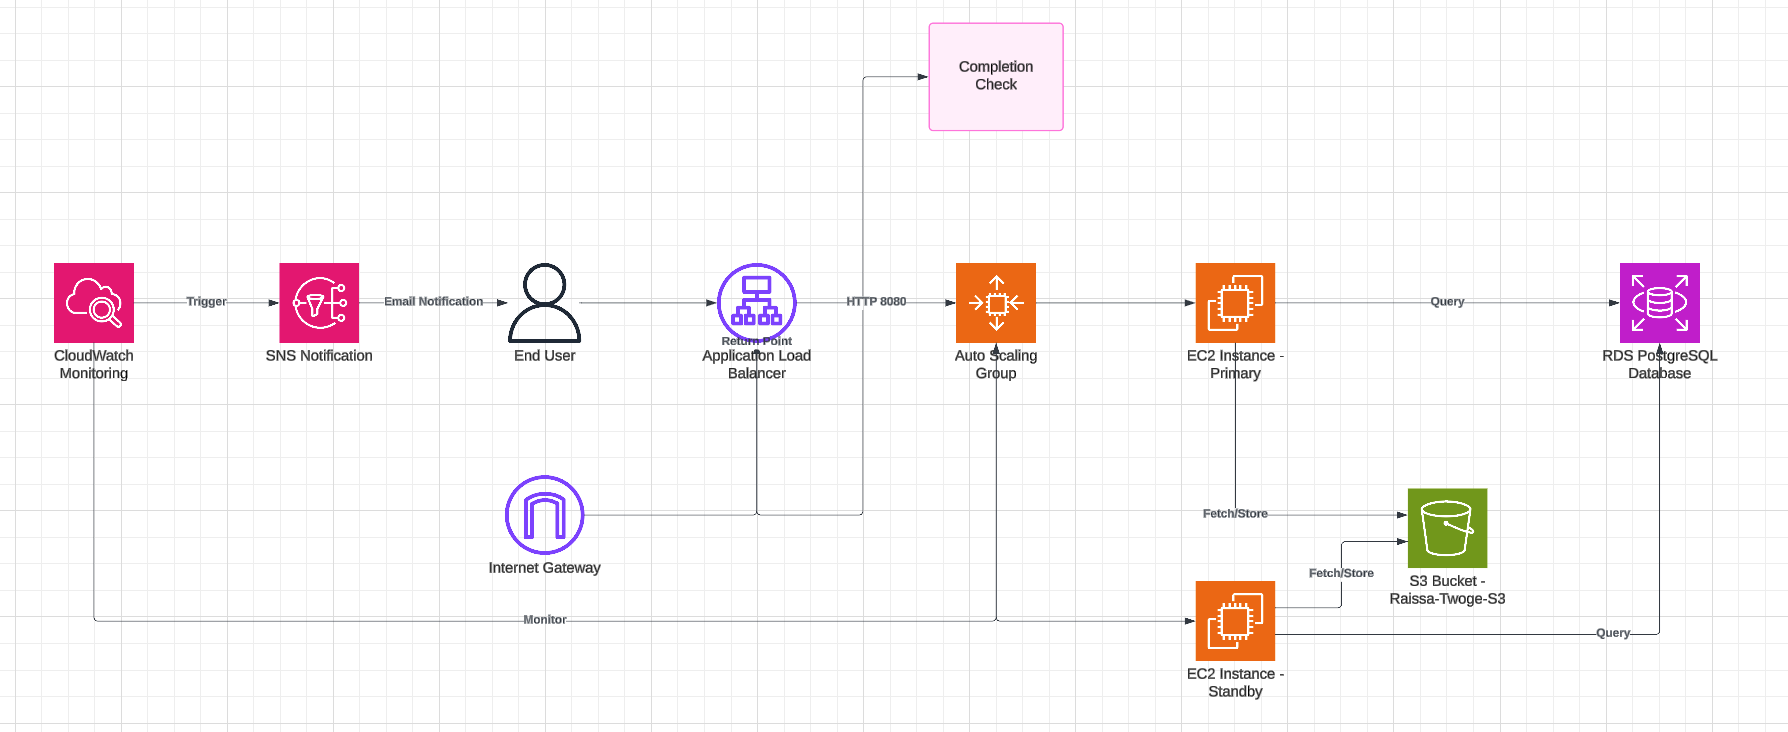 Completion
Check
Trigger
Email Notification
HTTP 8080
Query
CloudWatch
Monitoring
SNS Notification
End User
Return Point
Application Load
Balancer
Auto Scaling
Group
EC2 Instance -
Primary
RDS PostgreSQL
Database
Internet Gateway
Fetch/Store
Fetch/Store
S3 Bucket -
Raissa-Twoge-S3
Monitor
Query
EC2 Instance -
Standby